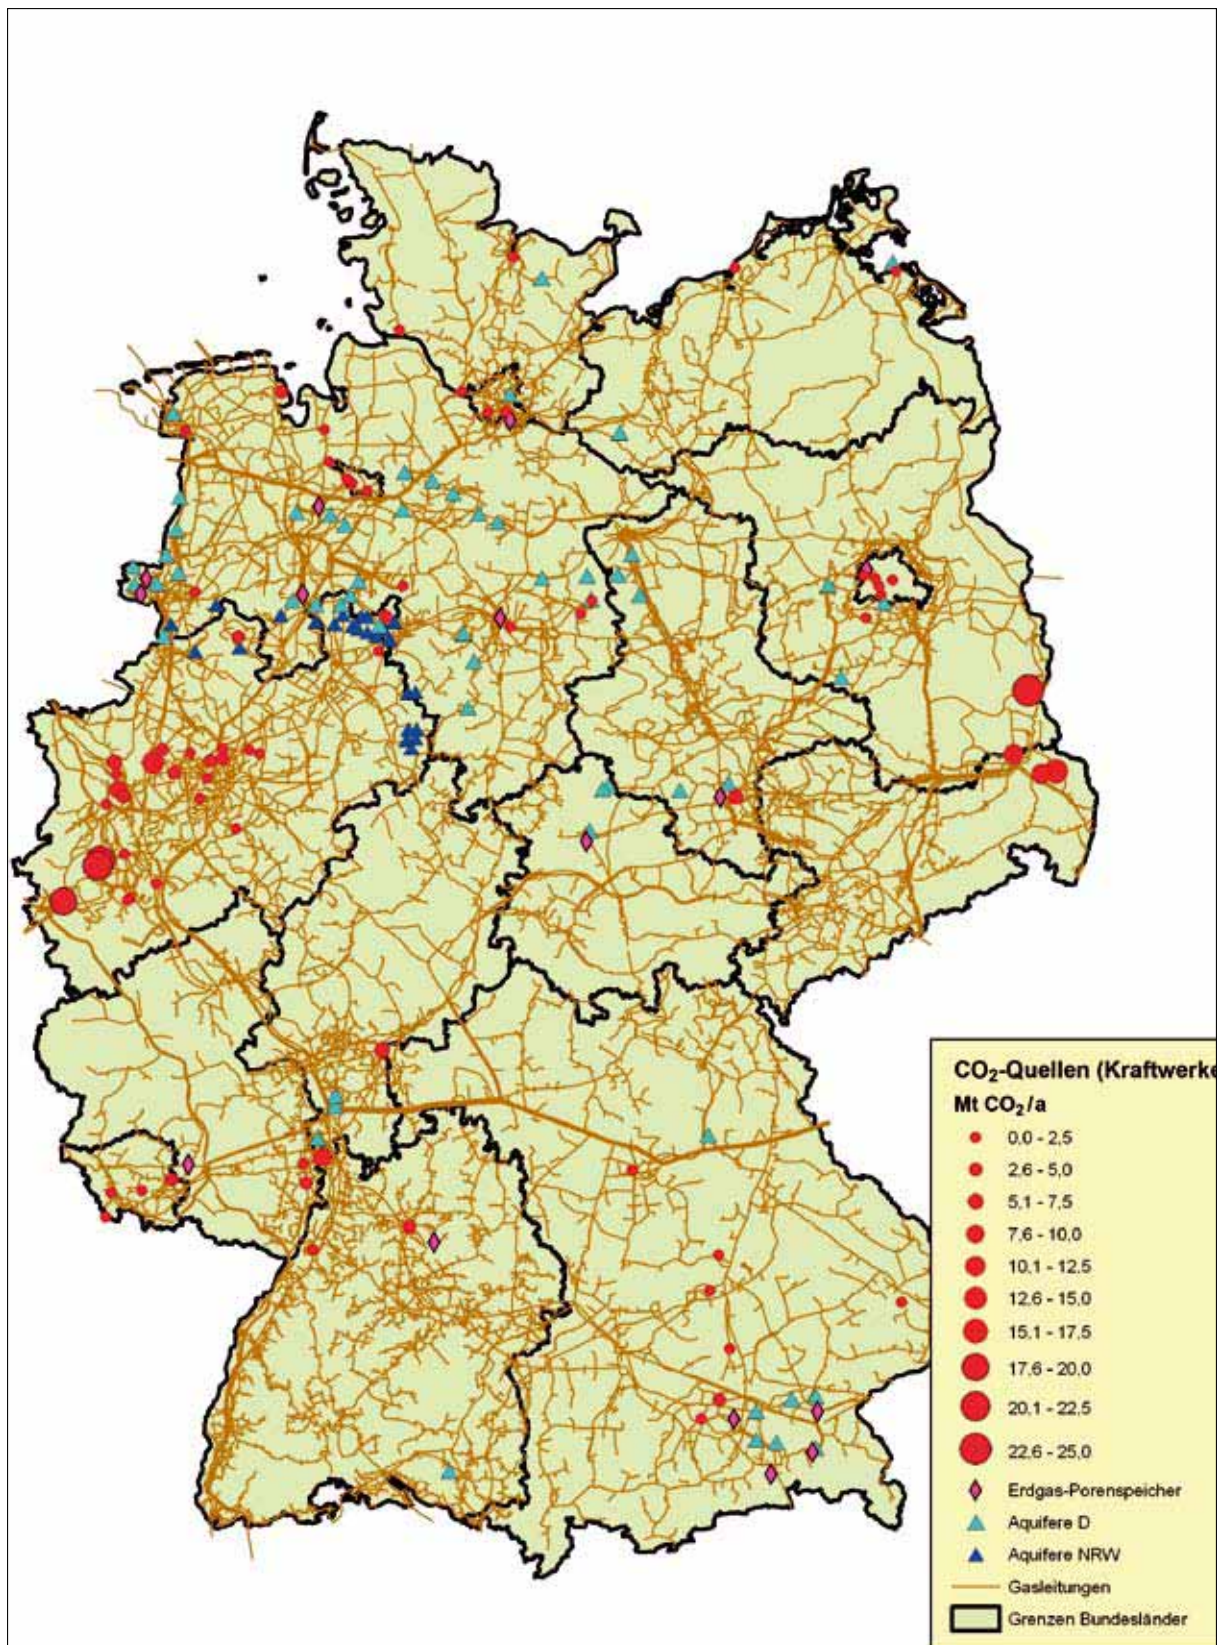 CO₂-Quellen (Kraftwerke
Mt CO₂/a
0.0 - 2,5
2.6 - 5,0
5,1 - 7,5
7,6 - 10,0
10,1 - 12,5
12,6 - 15,0
15,1 - 17,5
17,6 - 20,0
20,1 - 22,5
22,6 - 25,0
Erdgas-Porenspeicher
Aquifere D
Aquifere NRW
Gasleitungen
Grenzen Bundesländer